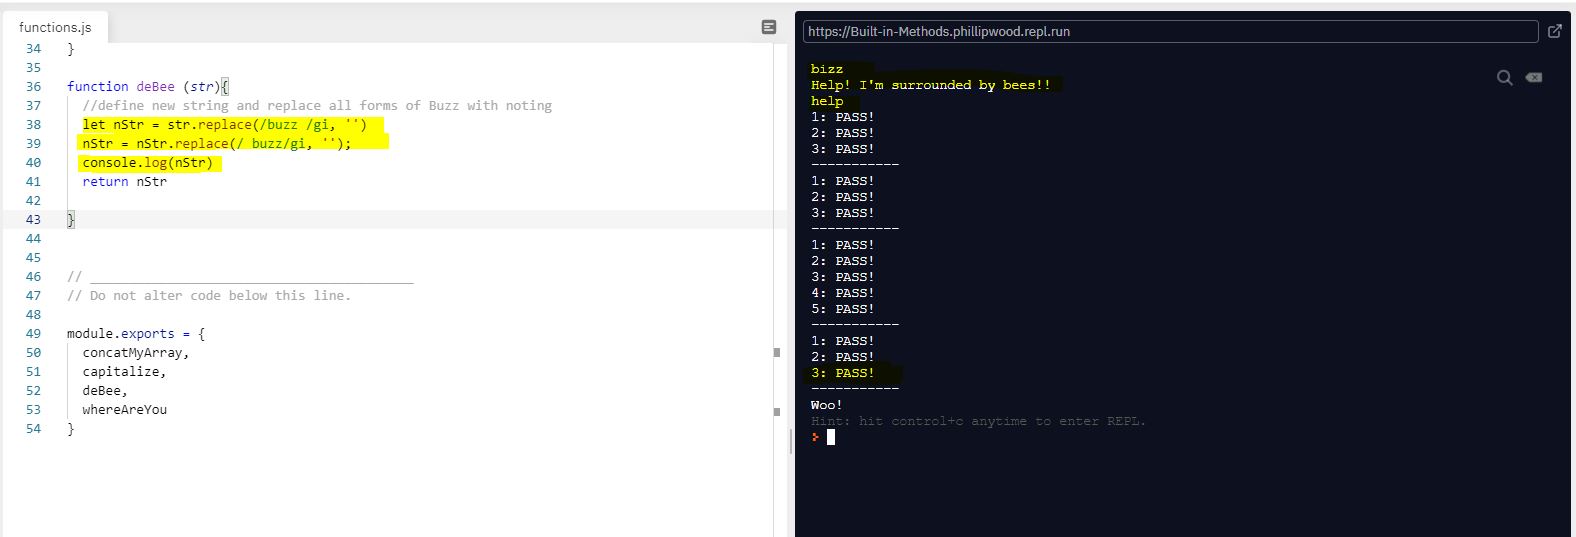 functions.js
34 }
35
36 function deBee (str){
37 //define new string and replace all forms of Buzz with noting
38 let nStr = str.replace(/buzz /gi, '')
39 nStr = nStr.replace(/ buzz/gi, '');
40 console.log(nStr)
41 return nStr
42
43 }
44
45
46 // _________________________________________
47 // Do not alter code below this line.
48
49 module.exports = {
50 concatMyArray,
51 capitalize,
52 deBee,
53 whereAreYou
54 }
https://Built-in-Methods.phillipwood.repl.run
bizz
Help! I'm surrounded by bees!!
help
1: PASS!
2: PASS!
3: PASS!
-----------
1: PASS!
2: PASS!
3: PASS!
-----------
1: PASS!
2: PASS!
3: PASS!
4: PASS!
5: PASS!
-----------
1: PASS!
2: PASS!
3: PASS!
-----------
Woo!
Hint: hit control+c anytime to enter REPL.
>